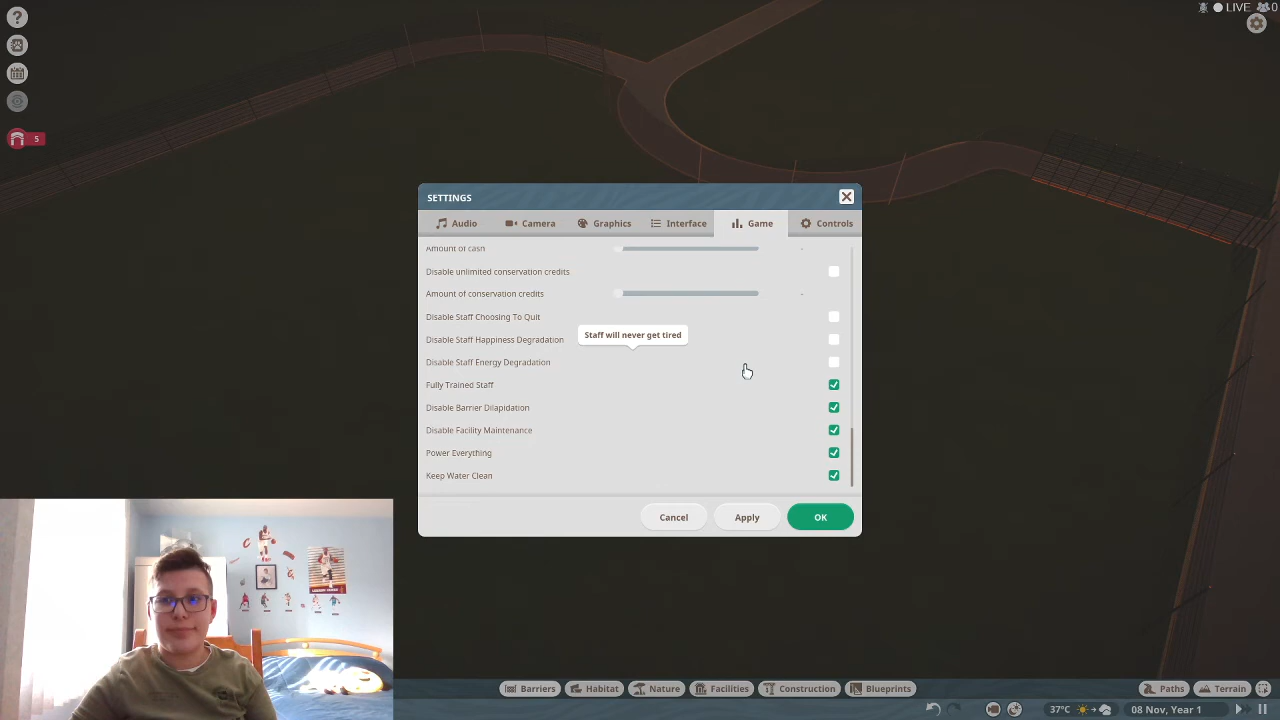 LIVE 0
5
SETTINGS
Audio Camera Graphics Interface Game Controls
Amount of cash -
Disable unlimited conservation credits
Amount of conservation credits -
Disable Staff Choosing To Quit
Staff will never get tired
Disable Staff Happiness Degradation
Disable Staff Energy Degradation
Fully Trained Staff
Disable Barrier Dilapidation
Disable Facility Maintenance
Power Everything
Keep Water Clean
Cancel Apply OK
Barriers Habitat Nature Facilities Construction Blueprints Paths Terrain
37°C 08 Nov, Year 1